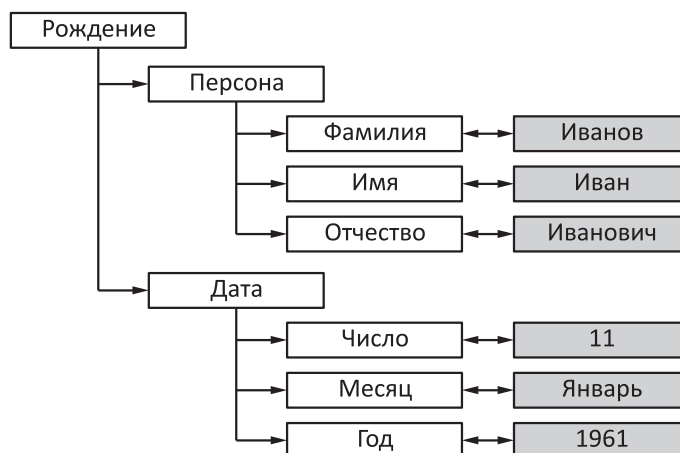 Рождение
Персона
Фамилия Иванов
Имя Иван
Отчество Иванович
Дата
Число 11
Месяц Январь
Год 1961